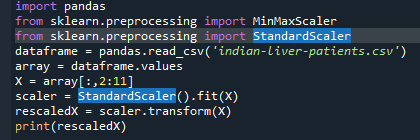 import pandas
from sklearn.preprocessing import MinMaxScaler
from sklearn.preprocessing import StandardScaler
dataframe = pandas.read_csv('indian-liver-patients.csv')
array = dataframe.values
X = array[:,2:11]
scaler = StandardScaler().fit(X)
rescaledX = scaler.transform(X)
print(rescaledX)